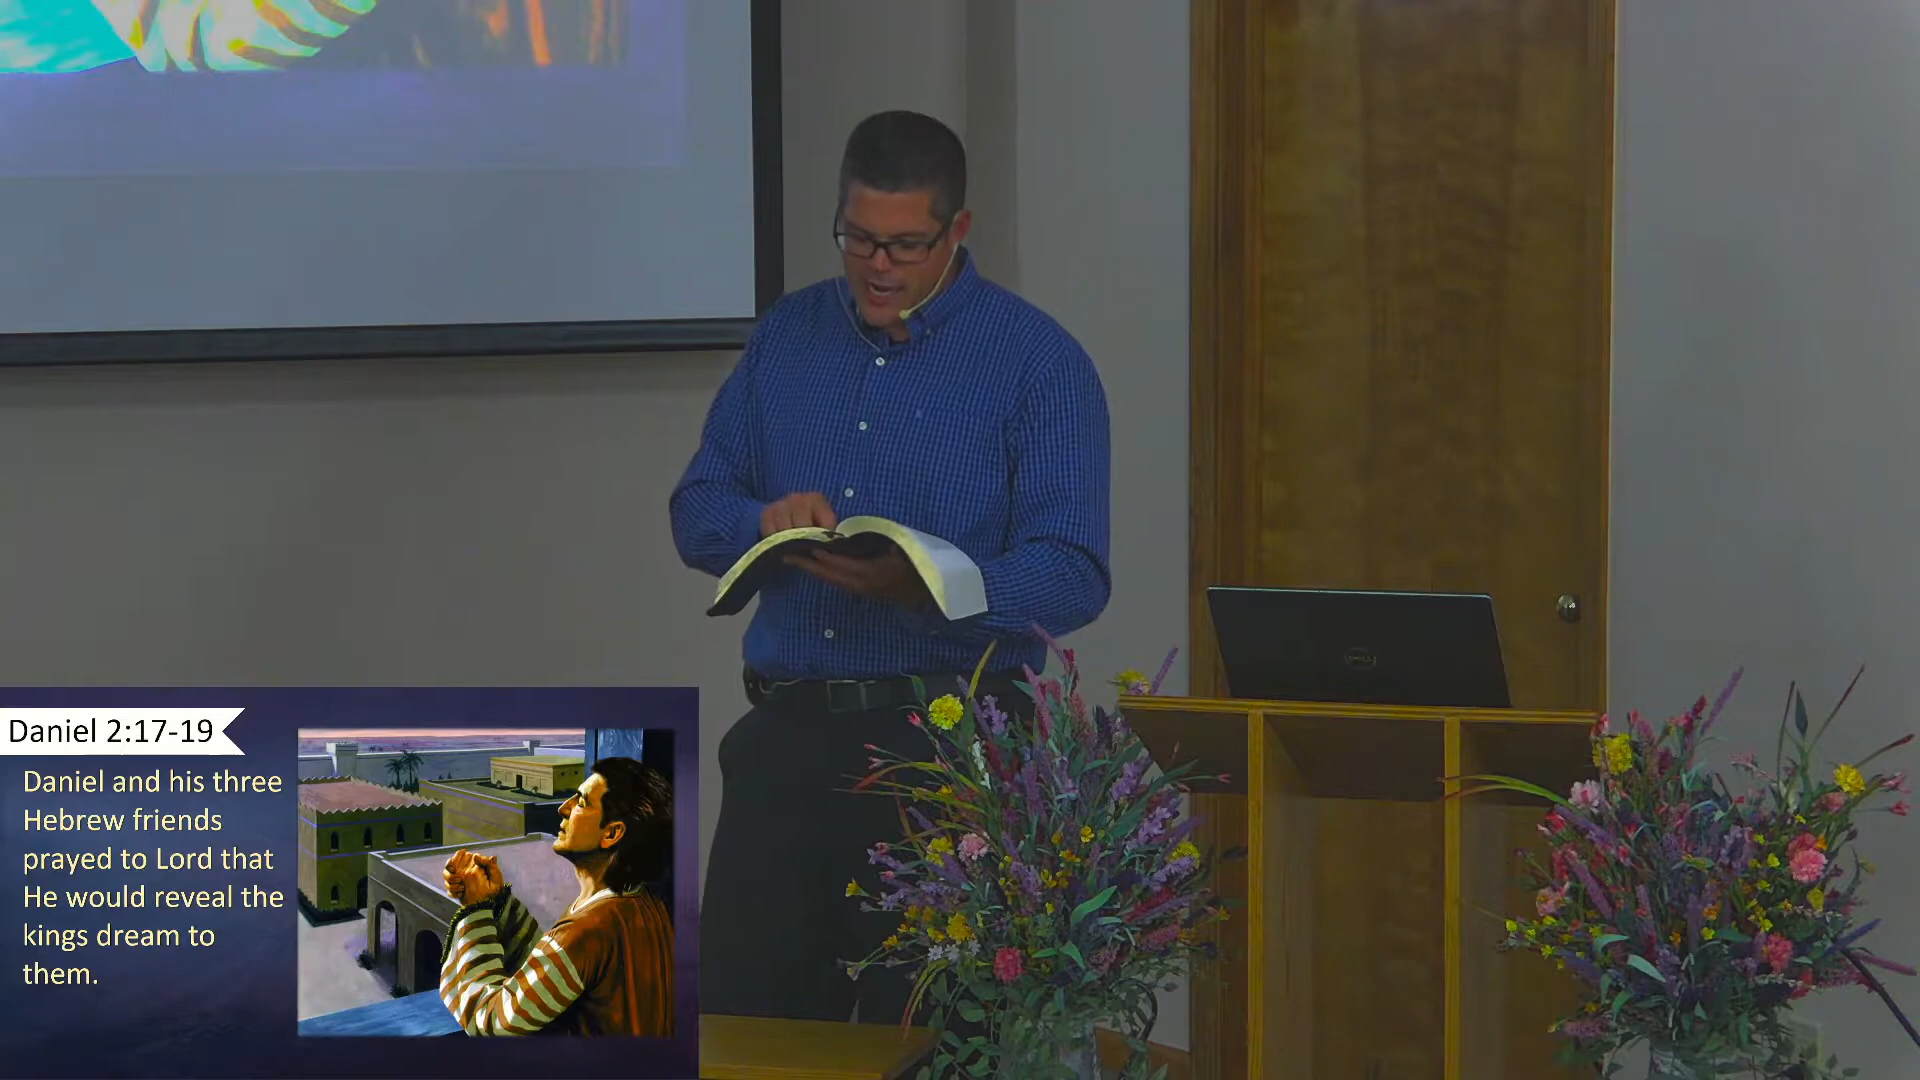 Daniel 2:17-19
Daniel and his three
Hebrew friends
prayed to Lord that
He would reveal the
kings dream to
them.
DELL